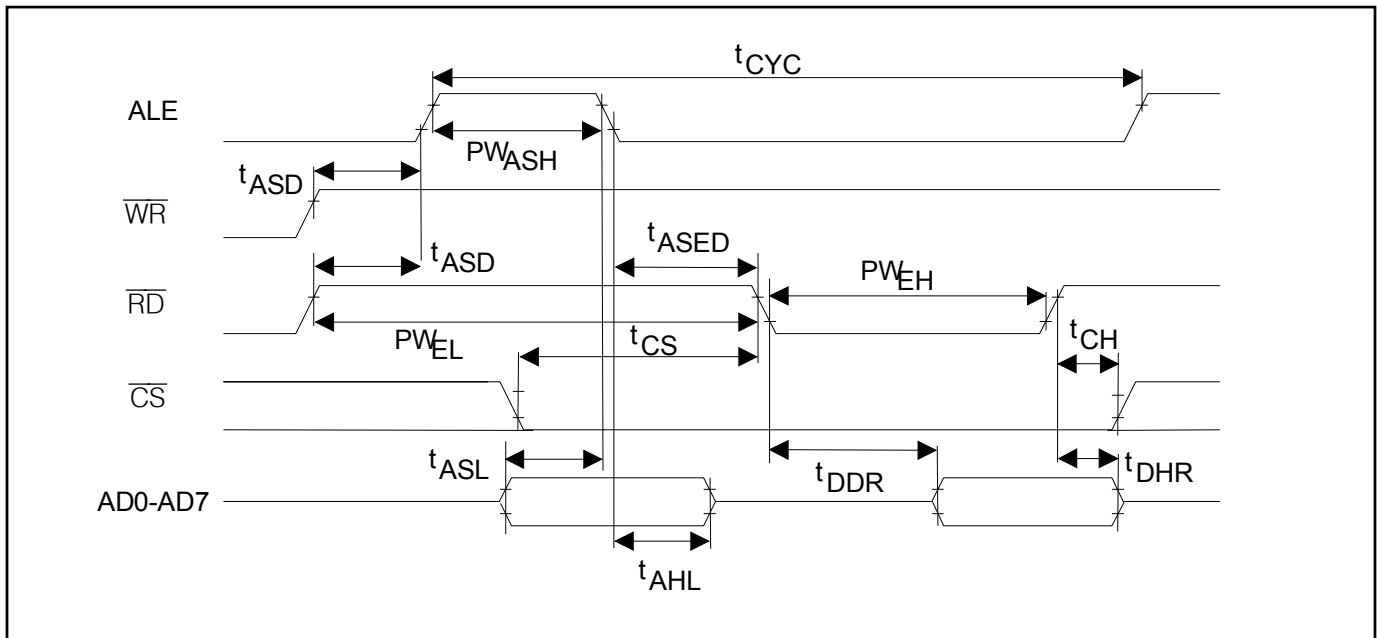 tCYC
ALE
PWASH
tASD
WR
tASED
tASD
PWEH
RD
PWEL
tCS
tCH
CS
tASL
tDDR
tDHR
AD0-AD7
tAHL